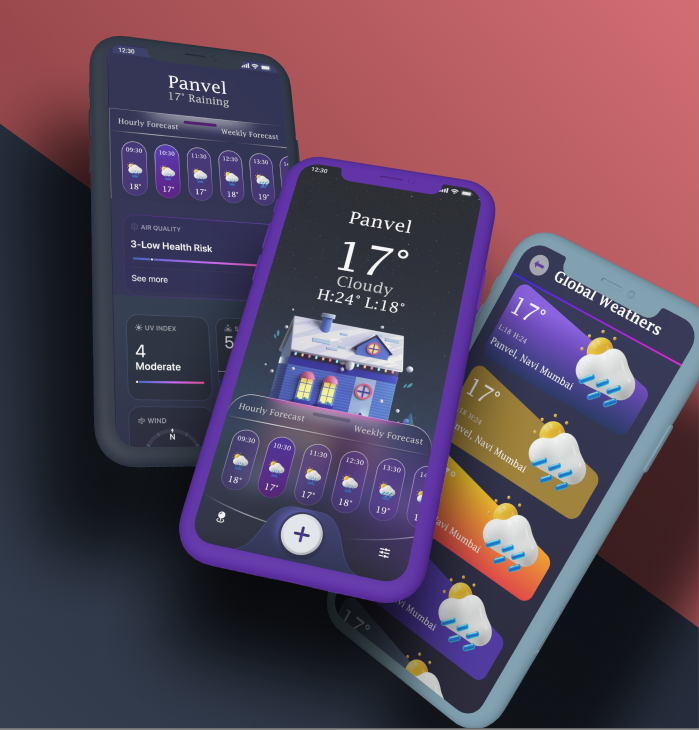 12:30
Panvel
17° Raining
Hourly Forecast
Weekly Forecast
09:30
10:30
11:30
12:30
13:30
18°
17°
17°
18°
19°
AIR QUALITY
3-Low Health Risk
See more
UV INDEX
4
Moderate
WIND
N
12:30
Panvel
17°
Cloudy
H:24° L:18°
Hourly Forecast
Weekly Forecast
09:30
10:30
11:30
12:30
13:30
18°
17°
17°
18°
19°
Global Weathers
17°
L:18 H:24
Panvel, Navi Mumbai
17°
18 H:24
nvel, Navi Mumbai
avi Mumbai
vi Mumbai
17°